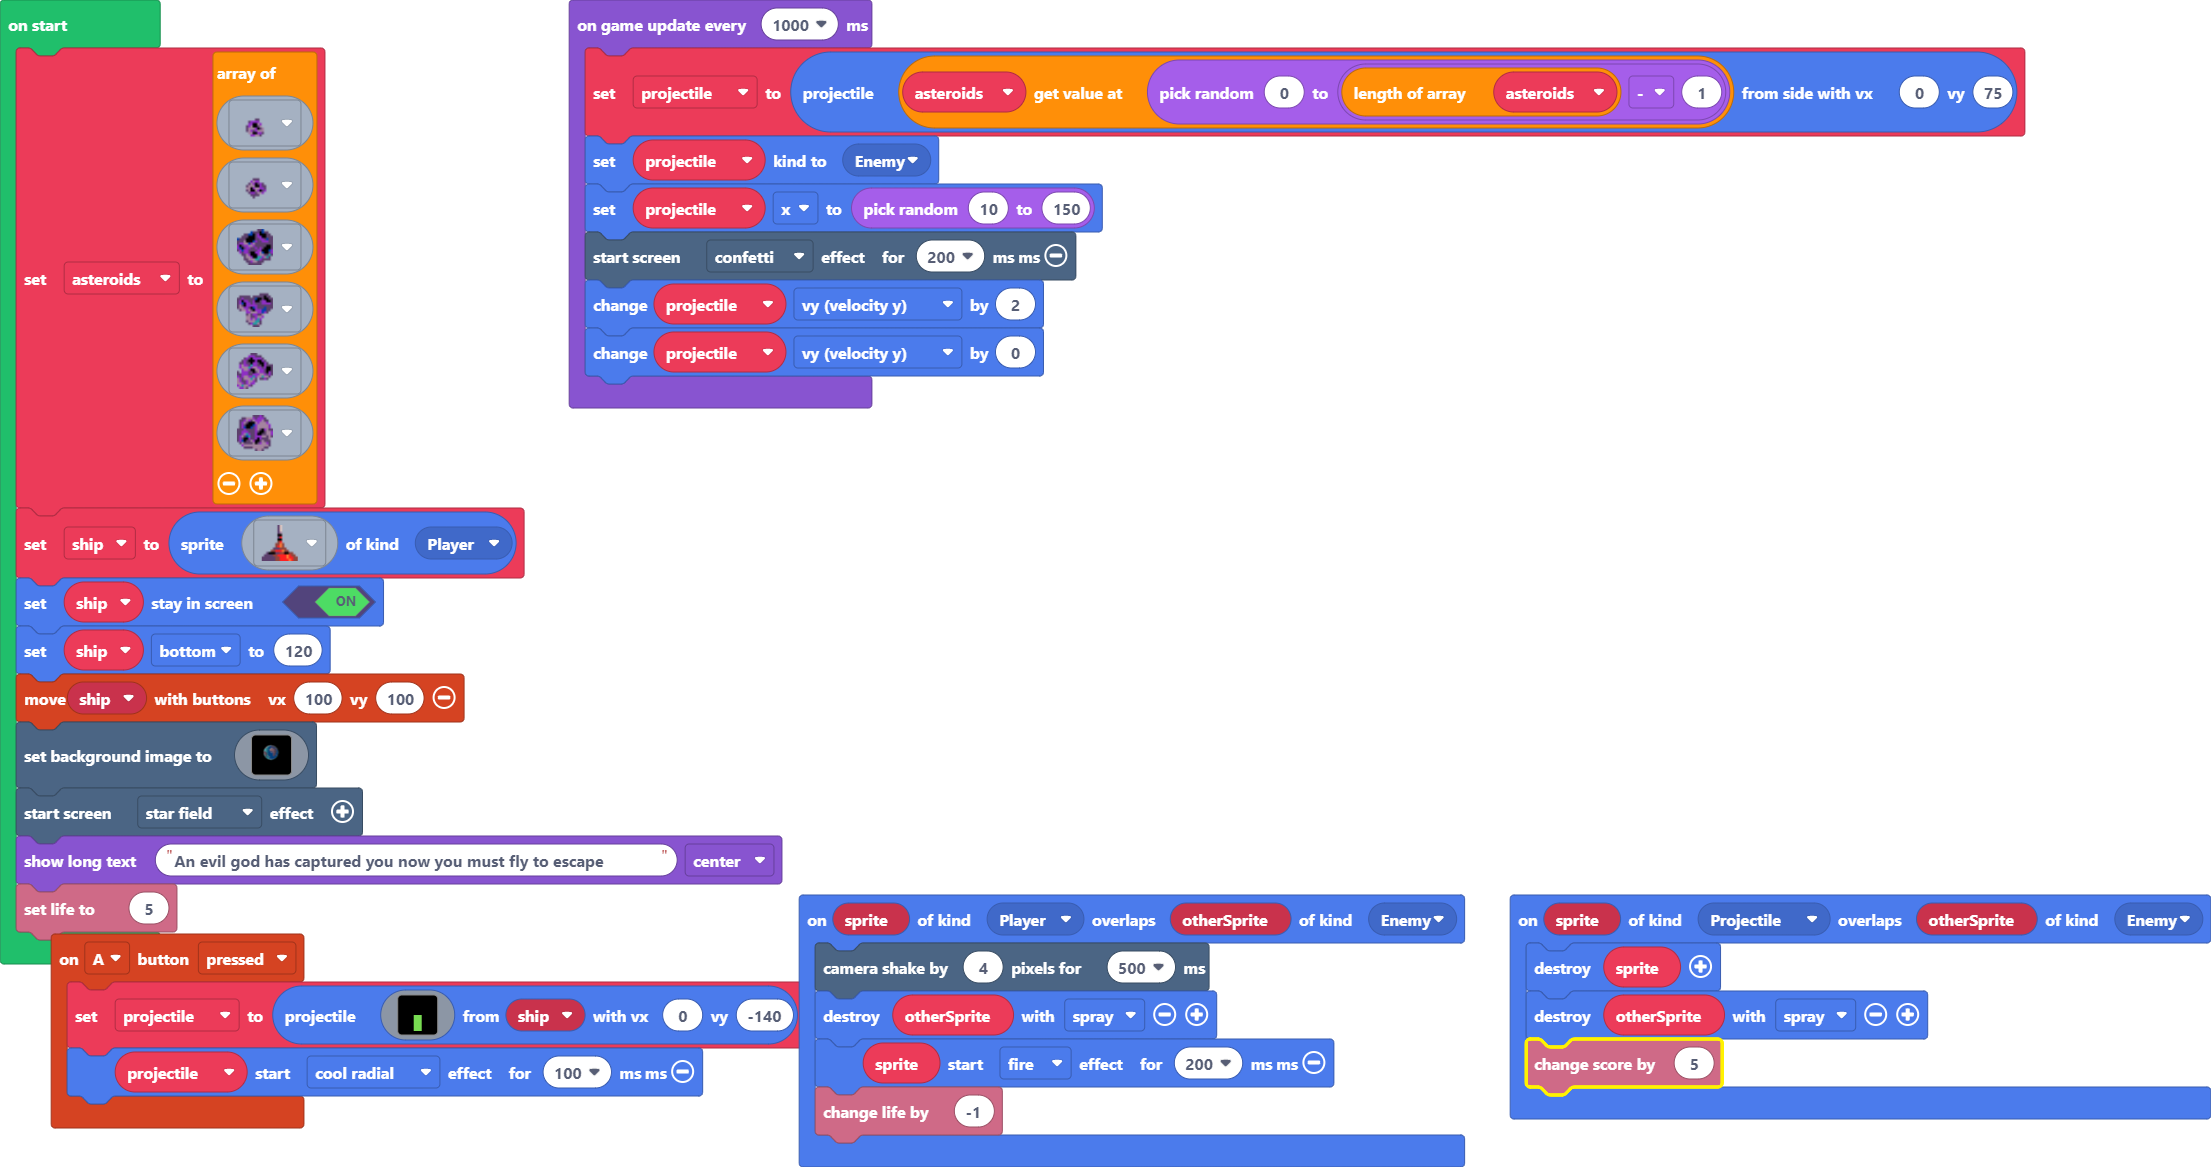 on start
array of
set asteroids to
set ship to sprite of kind Player
set ship stay in screen ON
set ship bottom to 120
move ship with buttons vx 100 vy 100
set background image to
start screen star field effect
show long text "An evil god has captured you now you must fly to escape" center
set life to 5
on game update every 1000 ms
set projectile to projectile asteroids get value at pick random 0 to length of array asteroids - 1 from side with vx 0 vy 75
set projectile kind to Enemy
set projectile x to pick random 10 to 150
start screen confetti effect for 200 ms ms
change projectile vy (velocity y) by 2
change projectile vy (velocity y) by 0
on A button pressed
set projectile to projectile from ship with vx 0 vy -140
projectile start cool radial effect for 100 ms ms
on sprite of kind Player overlaps otherSprite of kind Enemy
camera shake by 4 pixels for 500 ms
destroy otherSprite with spray
sprite start fire effect for 200 ms ms
change life by -1
on sprite of kind Projectile overlaps otherSprite of kind Enemy
destroy sprite
destroy otherSprite with spray
change score by 5